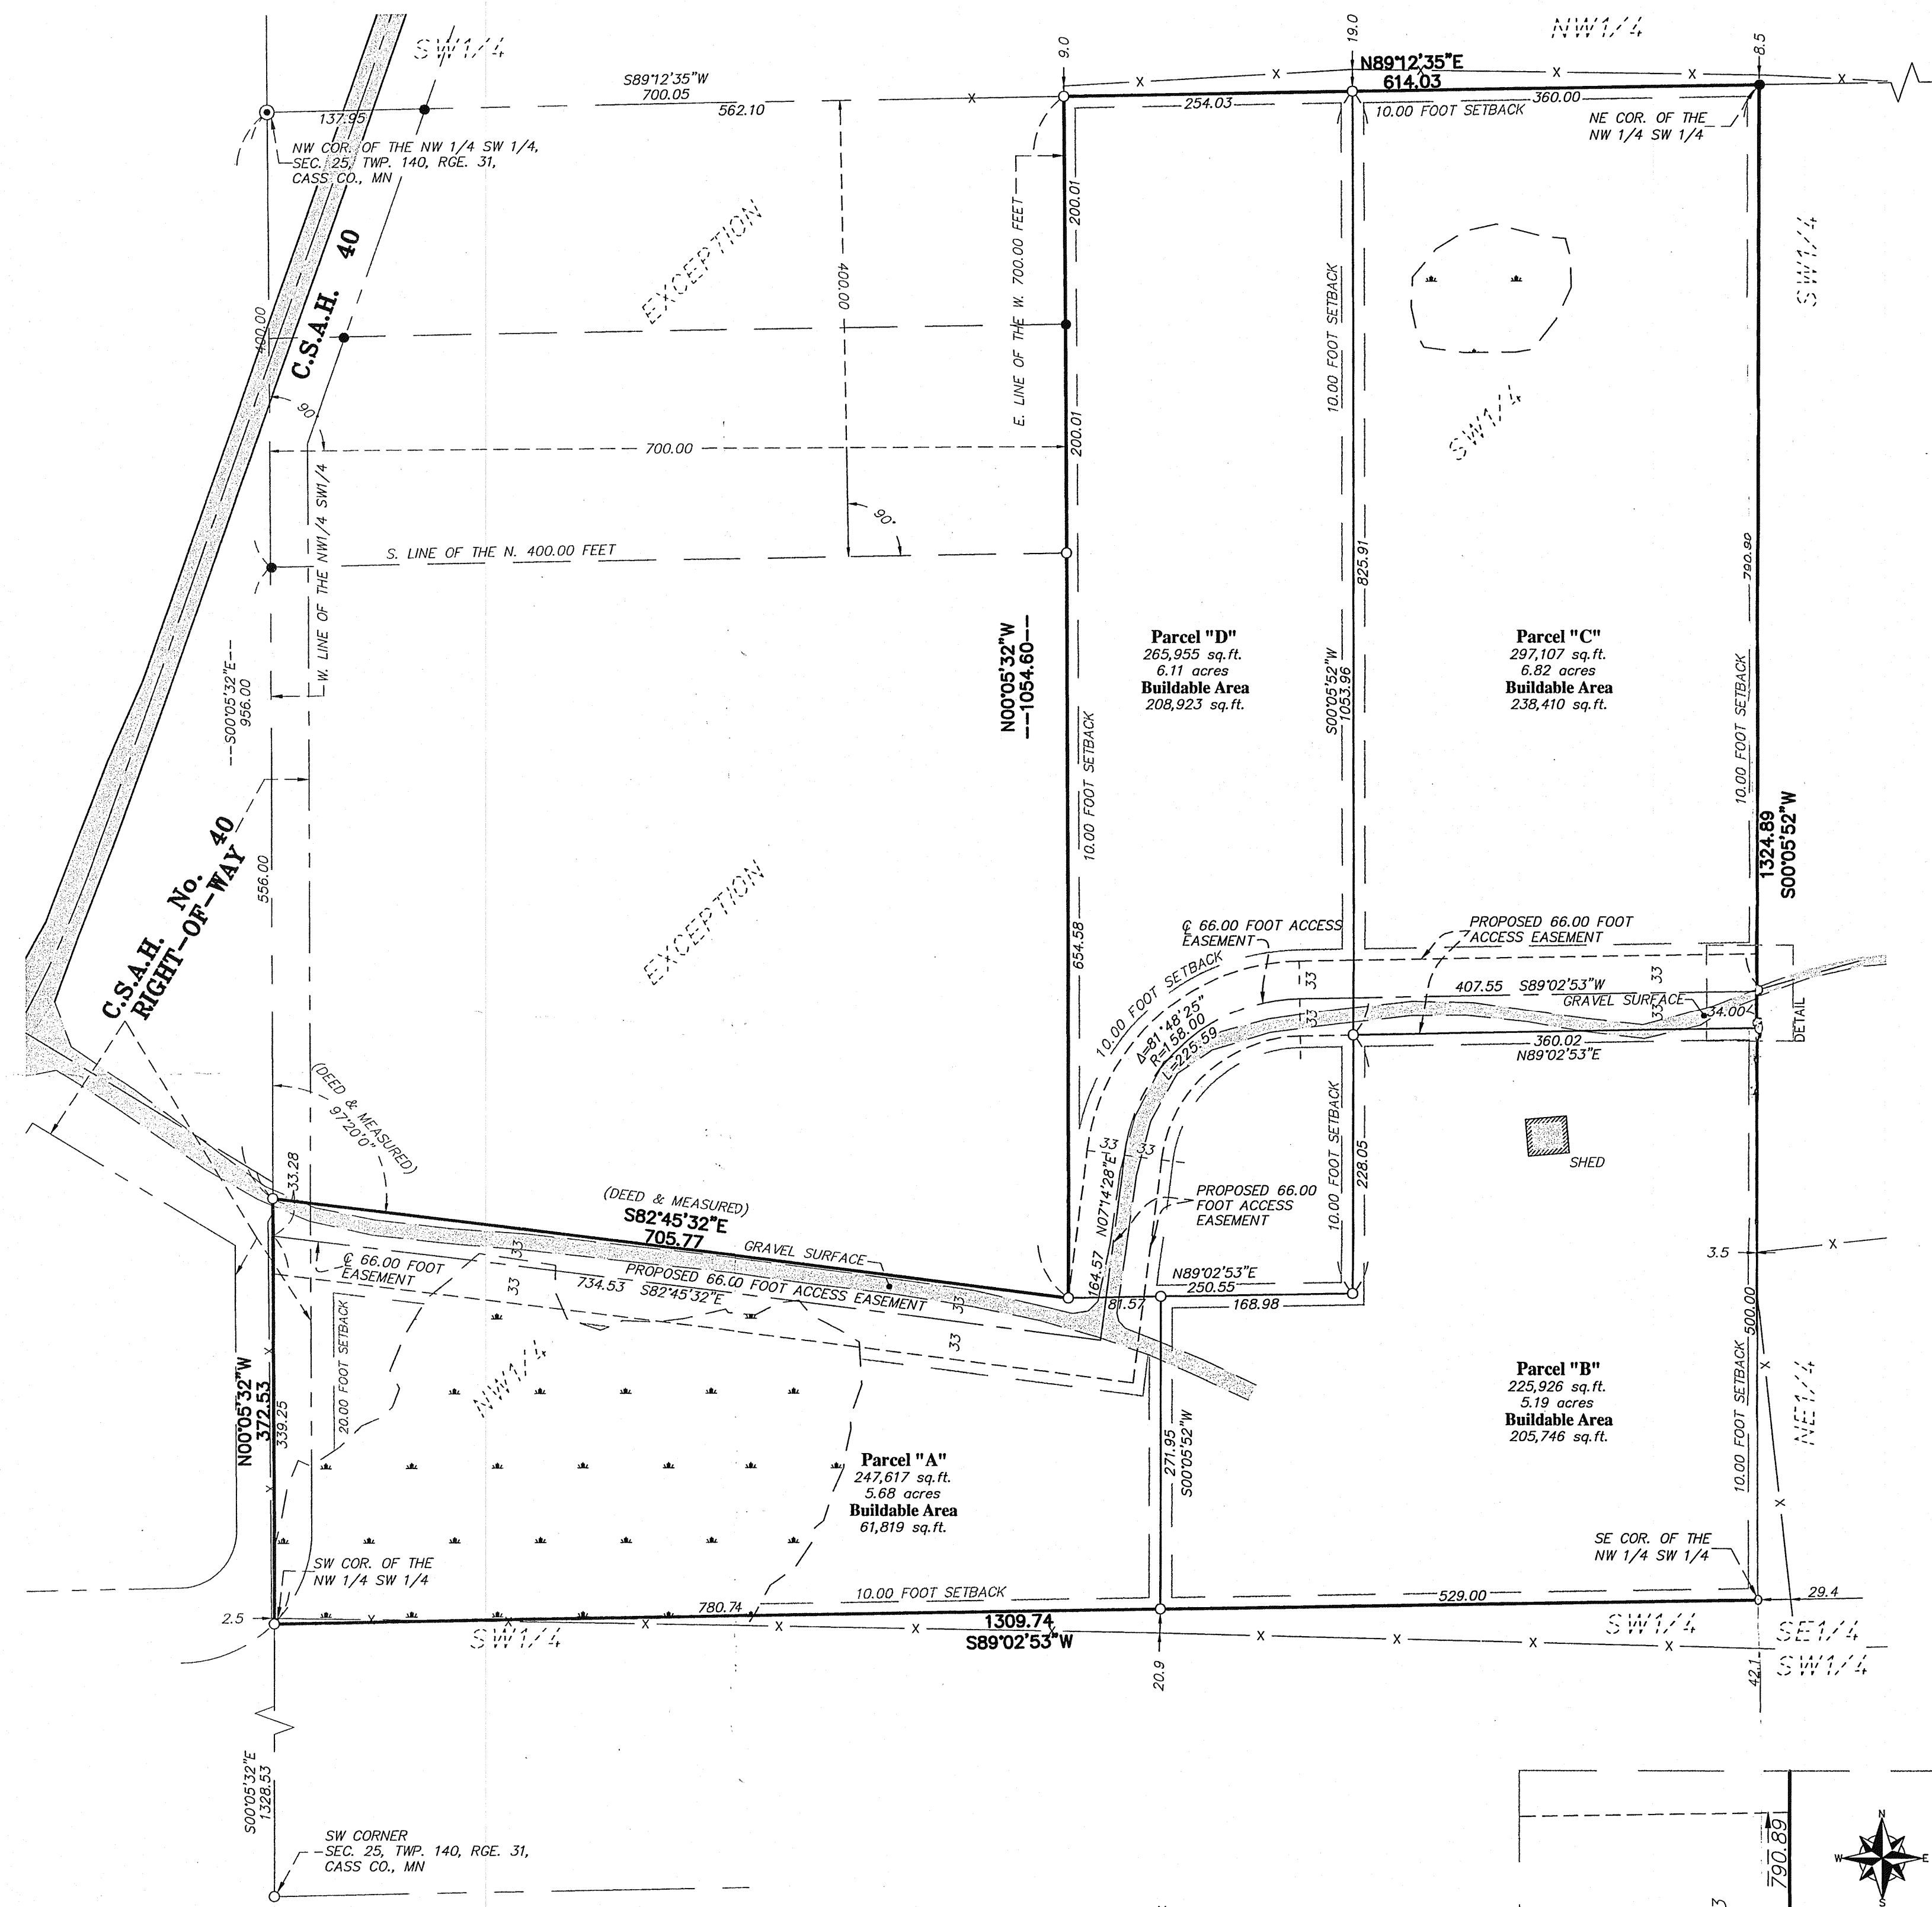 SW1/4
S89°12'35"W
700.05
137.95
562.10
9.0
19.0
N89°12'35"E
614.03
NW1/4
8.5
254.03
360.00
10.00 FOOT SETBACK
NE COR. OF THE
NW 1/4 SW 1/4
NW COR. OF THE NW 1/4 SW 1/4,
SEC. 25, TWP. 140, RGE. 31,
CASS CO., MN
C.S.A.H. 40
400.00
90°
EXCEPTION
400.00
E. LINE OF THE W. 700.00 FEET
200.01
200.01
700.00
90°
S. LINE OF THE N. 400.00 FEET
W. LINE OF THE NW1/4 SW1/4
10.00 FOOT SETBACK
SW1/4
SW1/4
825.91
790.90
--S00°05'32"E--
956.00
N00°05'32"W
--1054.60--
Parcel "D"
265,955 sq.ft.
6.11 acres
Buildable Area
208,923 sq.ft.
S00°05'52"W
1053.96
Parcel "C"
297,107 sq.ft.
6.82 acres
Buildable Area
238,410 sq.ft.
10.00 FOOT SETBACK
10.00 FOOT SETBACK
1324.89
S00°05'52"W
C.S.A.H. No. 40
RIGHT-OF-WAY
556.00
EXCEPTION
654.58
℄ 66.00 FOOT ACCESS
EASEMENT
PROPOSED 66.00 FOOT
ACCESS EASEMENT
10.00 FOOT SETBACK
33
33
407.55 S89°02'53"W
33
33
GRAVEL SURFACE
34.00
DETAIL
Δ=81°48'25"
R=158.00
L=225.59
360.02
N89°02'53"E
(DEED & MEASURED)
97°20'0"
33.28
33
33
N07°14'28"E
164.57
10.00 FOOT SETBACK
228.05
SHED
PROPOSED 66.00
FOOT ACCESS
EASEMENT
(DEED & MEASURED)
S82°45'32"E
705.77
GRAVEL SURFACE
℄ 66.00 FOOT
EASEMENT
33
33
PROPOSED 66.00 FOOT ACCESS EASEMENT
734.53 S82°45'32"E
33
33
N89°02'53"E
250.55
81.57
168.98
3.5
500.00
N00°05'32"W
372.53
339.25
20.00 FOOT SETBACK
NW1/4
271.95
S00°05'52"W
Parcel "B"
225,926 sq.ft.
5.19 acres
Buildable Area
205,746 sq.ft.
10.00 FOOT SETBACK
NE1/4
Parcel "A"
247,617 sq.ft.
5.68 acres
Buildable Area
61,819 sq.ft.
SW COR. OF THE
NW 1/4 SW 1/4
SE COR. OF THE
NW 1/4 SW 1/4
2.5
780.74
10.00 FOOT SETBACK
529.00
29.4
SW1/4
1309.74
S89°02'53"W
SW1/4
SE1/4
SW1/4
20.9
42.1
S00°05'32"E
1328.53
SW CORNER
SEC. 25, TWP. 140, RGE. 31,
CASS CO., MN
790.89
3
N
W
E
S